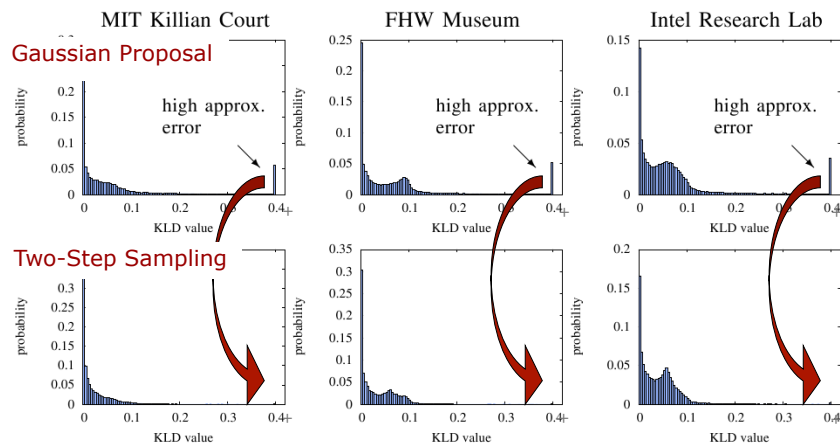 MIT Killian Court
FHW Museum
Intel Research Lab
Gaussian Proposal
probability
0.2
0.15
0.1
0.05
0
high approx.
error
0 0.1 0.2 0.3 0.4+
KLD value
probability
0.25
0.2
0.15
0.1
0.05
0
high approx.
error
0 0.1 0.2 0.3 0.4+
KLD value
probability
0.15
0.1
0.05
0
high approx.
error
0 0.1 0.2 0.3 0.4+
KLD value
Two-Step Sampling
probability
0.3
0.25
0.2
0.15
0.1
0.05
0
0 0.1 0.2 0.3 0.4+
KLD value
probability
0.35
0.3
0.25
0.2
0.15
0.1
0.05
0
0 0.1 0.2 0.3 0.4+
KLD value
probability
0.2
0.15
0.1
0.05
0
0 0.1 0.2 0.3 0.4+
KLD value